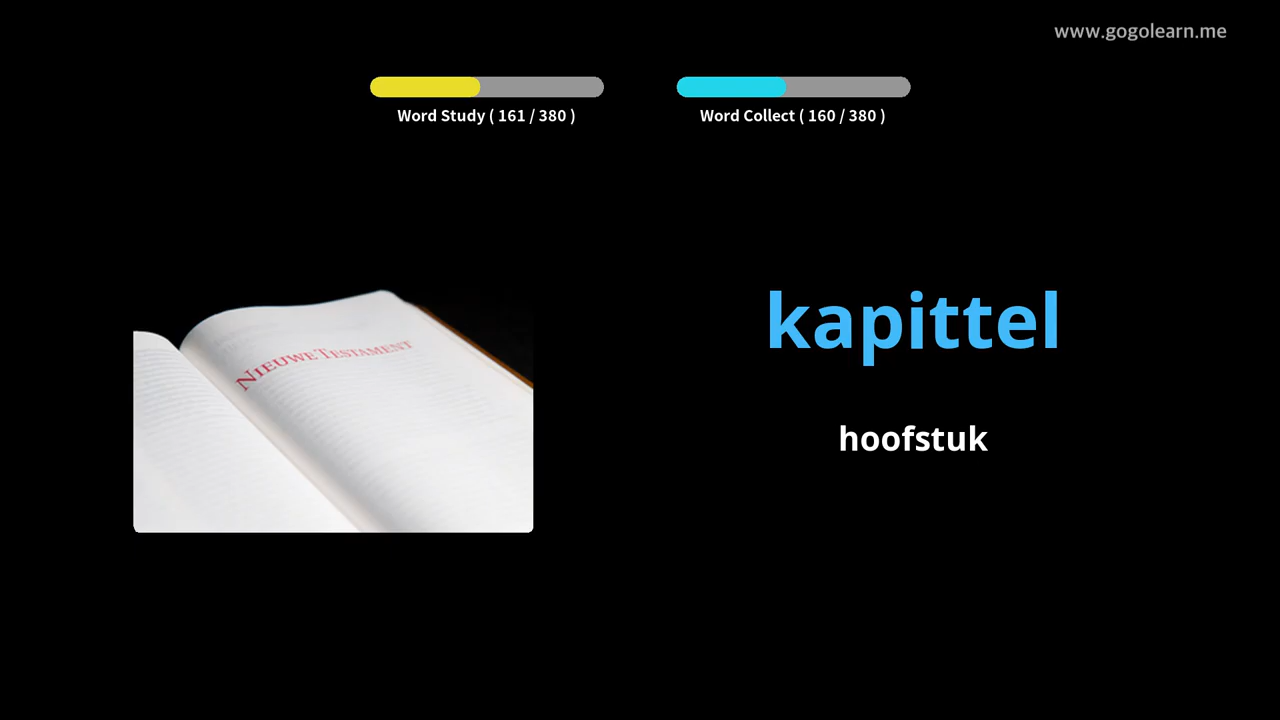 www.gogolearn.me
Word Study ( 161 / 380 )
Word Collect ( 160 / 380 )
NIEUWE TESTAMENT
kapittel
hoofstuk